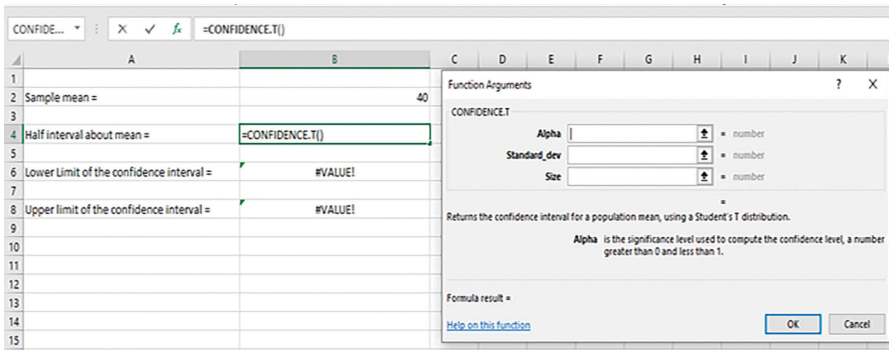 CONFIDE... =CONFIDENCE.T()
A B C D E F G H I J K
1
2 Sample mean = 40
3
4 Half interval about mean = =CONFIDENCE.T()
5
6 Lower Limit of the confidence interval = #VALUE!
7
8 Upper limit of the confidence interval = #VALUE!
9
10
11
12
13
14
15
Function Arguments ? X
CONFIDENCE.T
Alpha = number
Standard_dev = number
Size = number
=
Returns the confidence interval for a population mean, using a Student's T distribution.
Alpha is the significance level used to compute the confidence level, a number
greater than 0 and less than 1.
Formula result =
Help on this function OK Cancel